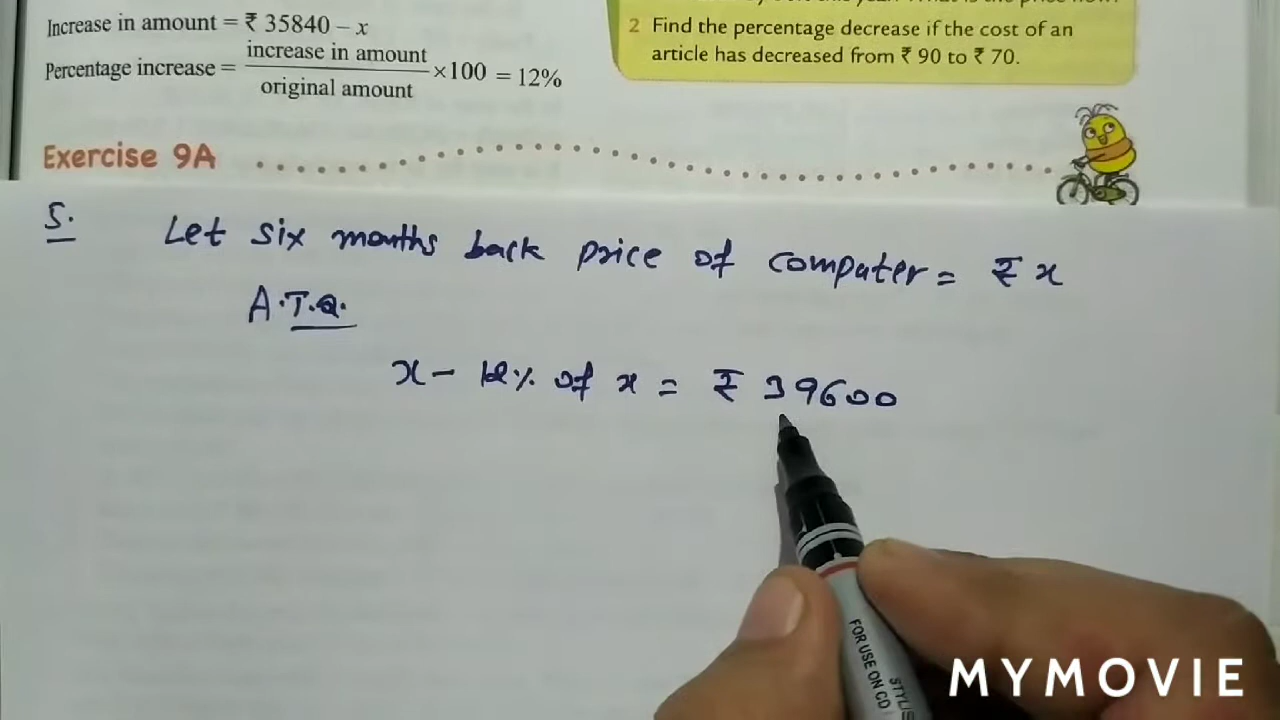 Increase in amount = ₹ 35840 – x
Percentage increase = increase in amount / original amount ×100 = 12%
2 Find the percentage decrease if the cost of an
article has decreased from ₹ 90 to ₹ 70.
Exercise 9A
5. Let six months back price of computer = ₹ x
A.T.Q.
x – 12% of x = ₹ 39600
FOR USE ON CD
MYMOVIE